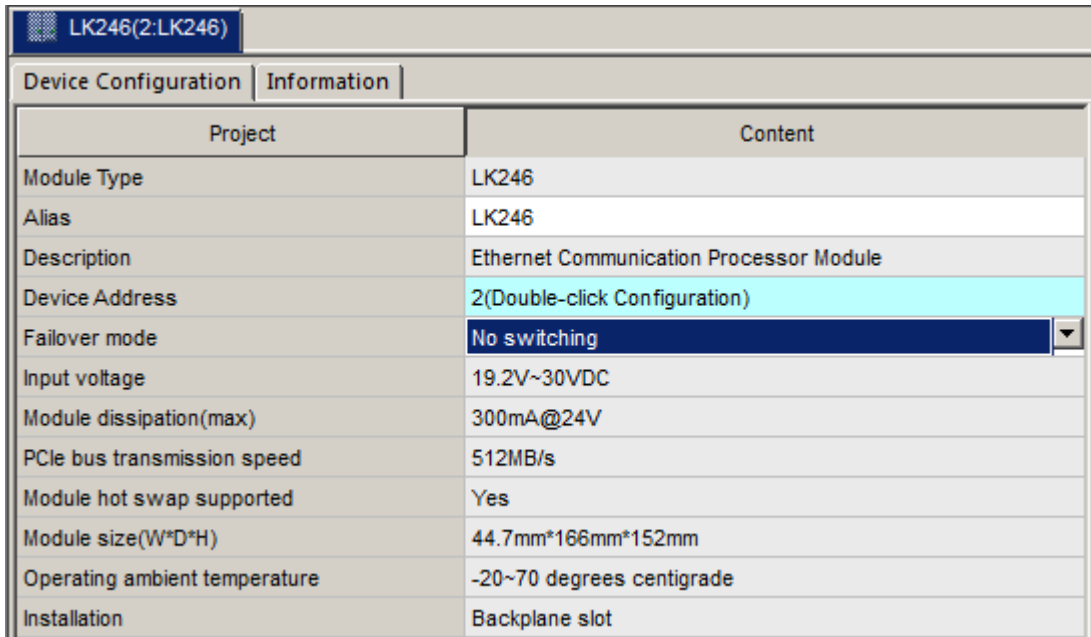 LK246(2:LK246)
Device Configuration Information
Project Content
Module Type LK246
Alias LK246
Description Ethernet Communication Processor Module
Device Address 2(Double-click Configuration)
Failover mode No switching
Input voltage 19.2V~30VDC
Module dissipation(max) 300mA@24V
PCIe bus transmission speed 512MB/s
Module hot swap supported Yes
Module size(W*D*H) 44.7mm*166mm*152mm
Operating ambient temperature -20~70 degrees centigrade
Installation Backplane slot